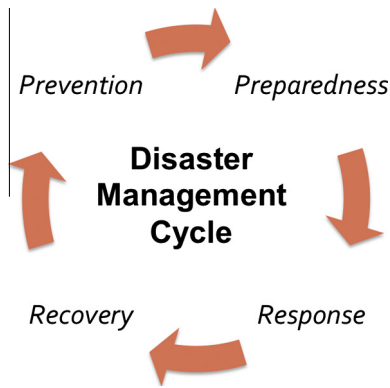 Prevention
Preparedness
Disaster
Management
Cycle
Recovery
Response